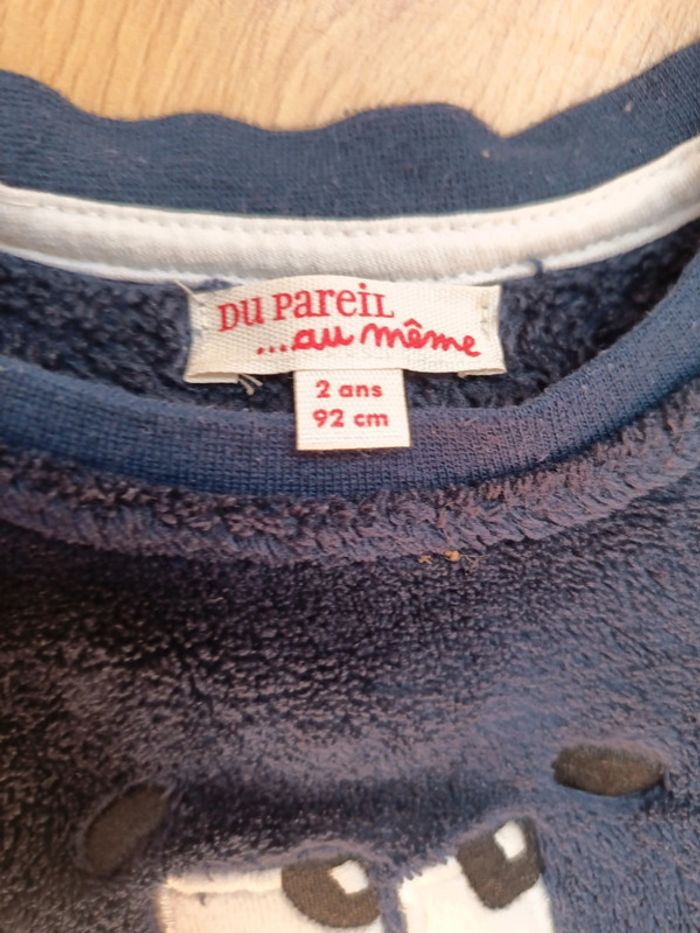 DU PAREIL
...au même
2 ans
92 cm